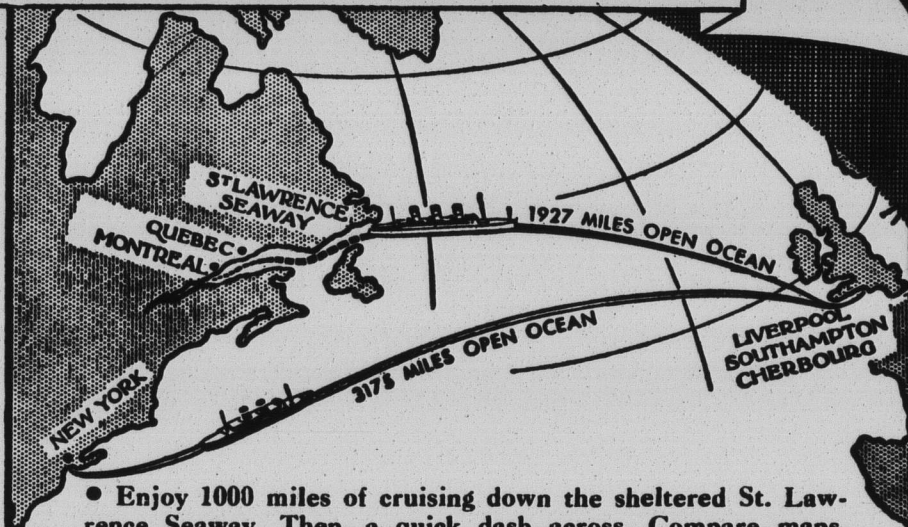 ST LAWRENCE
SEAWAY
QUEBEC
MONTREAL
1927 MILES OPEN OCEAN
3175 MILES OPEN OCEAN
LIVERPOOL
SOUTHAMPTON
CHERBOURG
NEW YORK
• Enjoy 1000 miles of cruising down the sheltered St. Law-
rence Seaway. Then, a quick dash across. Compare maps